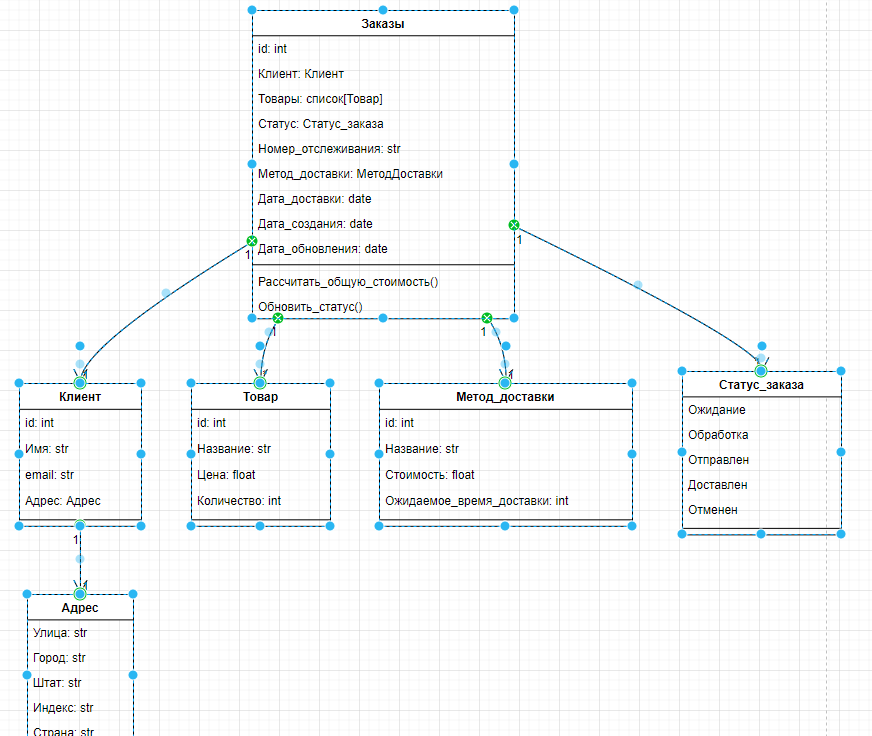 Заказы
id: int
Клиент: Клиент
Товары: список[Товар]
Статус: Статус_заказа
Номер_отслеживания: str
Метод_доставки: МетодДоставки
Дата_доставки: date
Дата_создания: date
Дата_обновления: date
Рассчитать_общую_стоимость()
Обновить_статус()
1
1
1
1
Клиент
id: int
Имя: str
email: str
Адрес: Адрес
Товар
id: int
Название: str
Цена: float
Количество: int
Метод_доставки
id: int
Название: str
Стоимость: float
Ожидаемое_время_доставки: int
Статус_заказа
Ожидание
Обработка
Отправлен
Доставлен
Отменен
1
Адрес
Улица: str
Город: str
Штат: str
Индекс: str
Страна: str